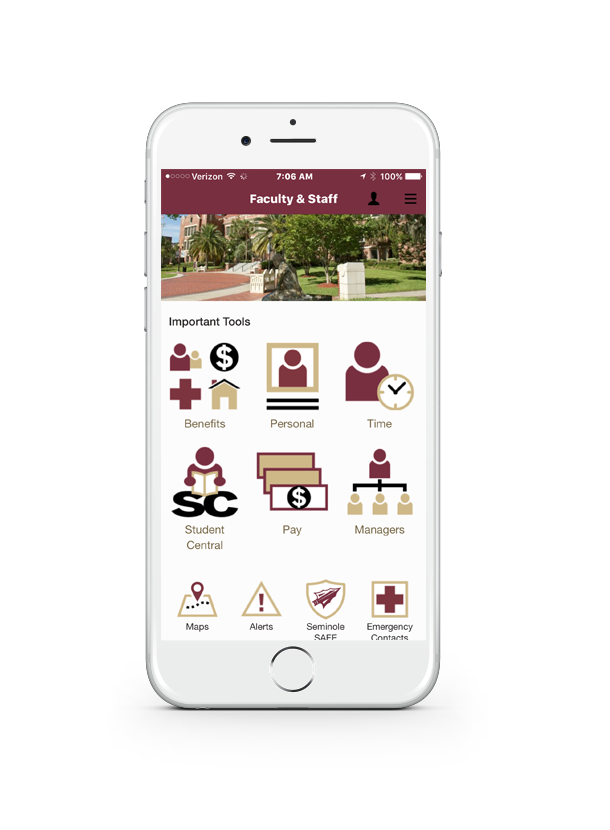 Verizon 7:06 AM 100%
Faculty & Staff
Important Tools
$
Benefits Personal Time
SC $
Student Pay Managers
Central
!
Maps Alerts Seminole Emergency
SAFE Contacts